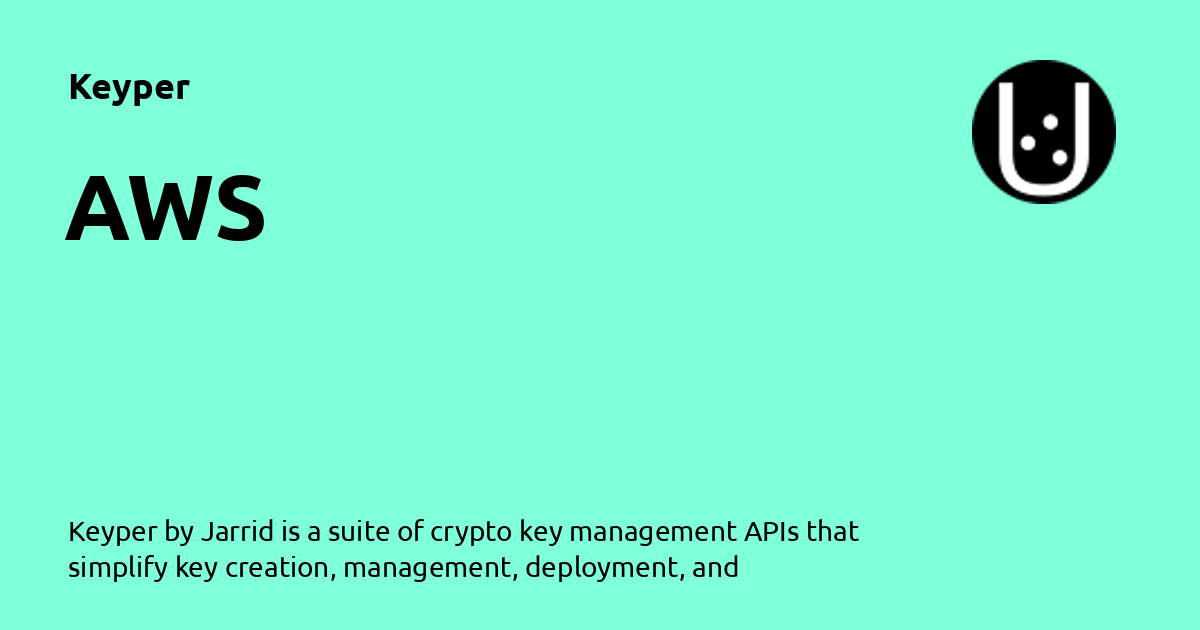 Keyper
AWS
Keyper by Jarrid is a suite of crypto key management APIs that
simplify key creation, management, deployment, and